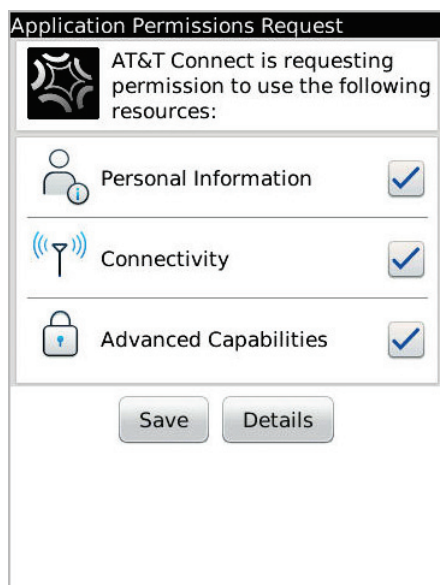 Application Permissions Request
AT&T Connect is requesting
permission to use the following
resources:
Personal Information
Connectivity
Advanced Capabilities
Save Details